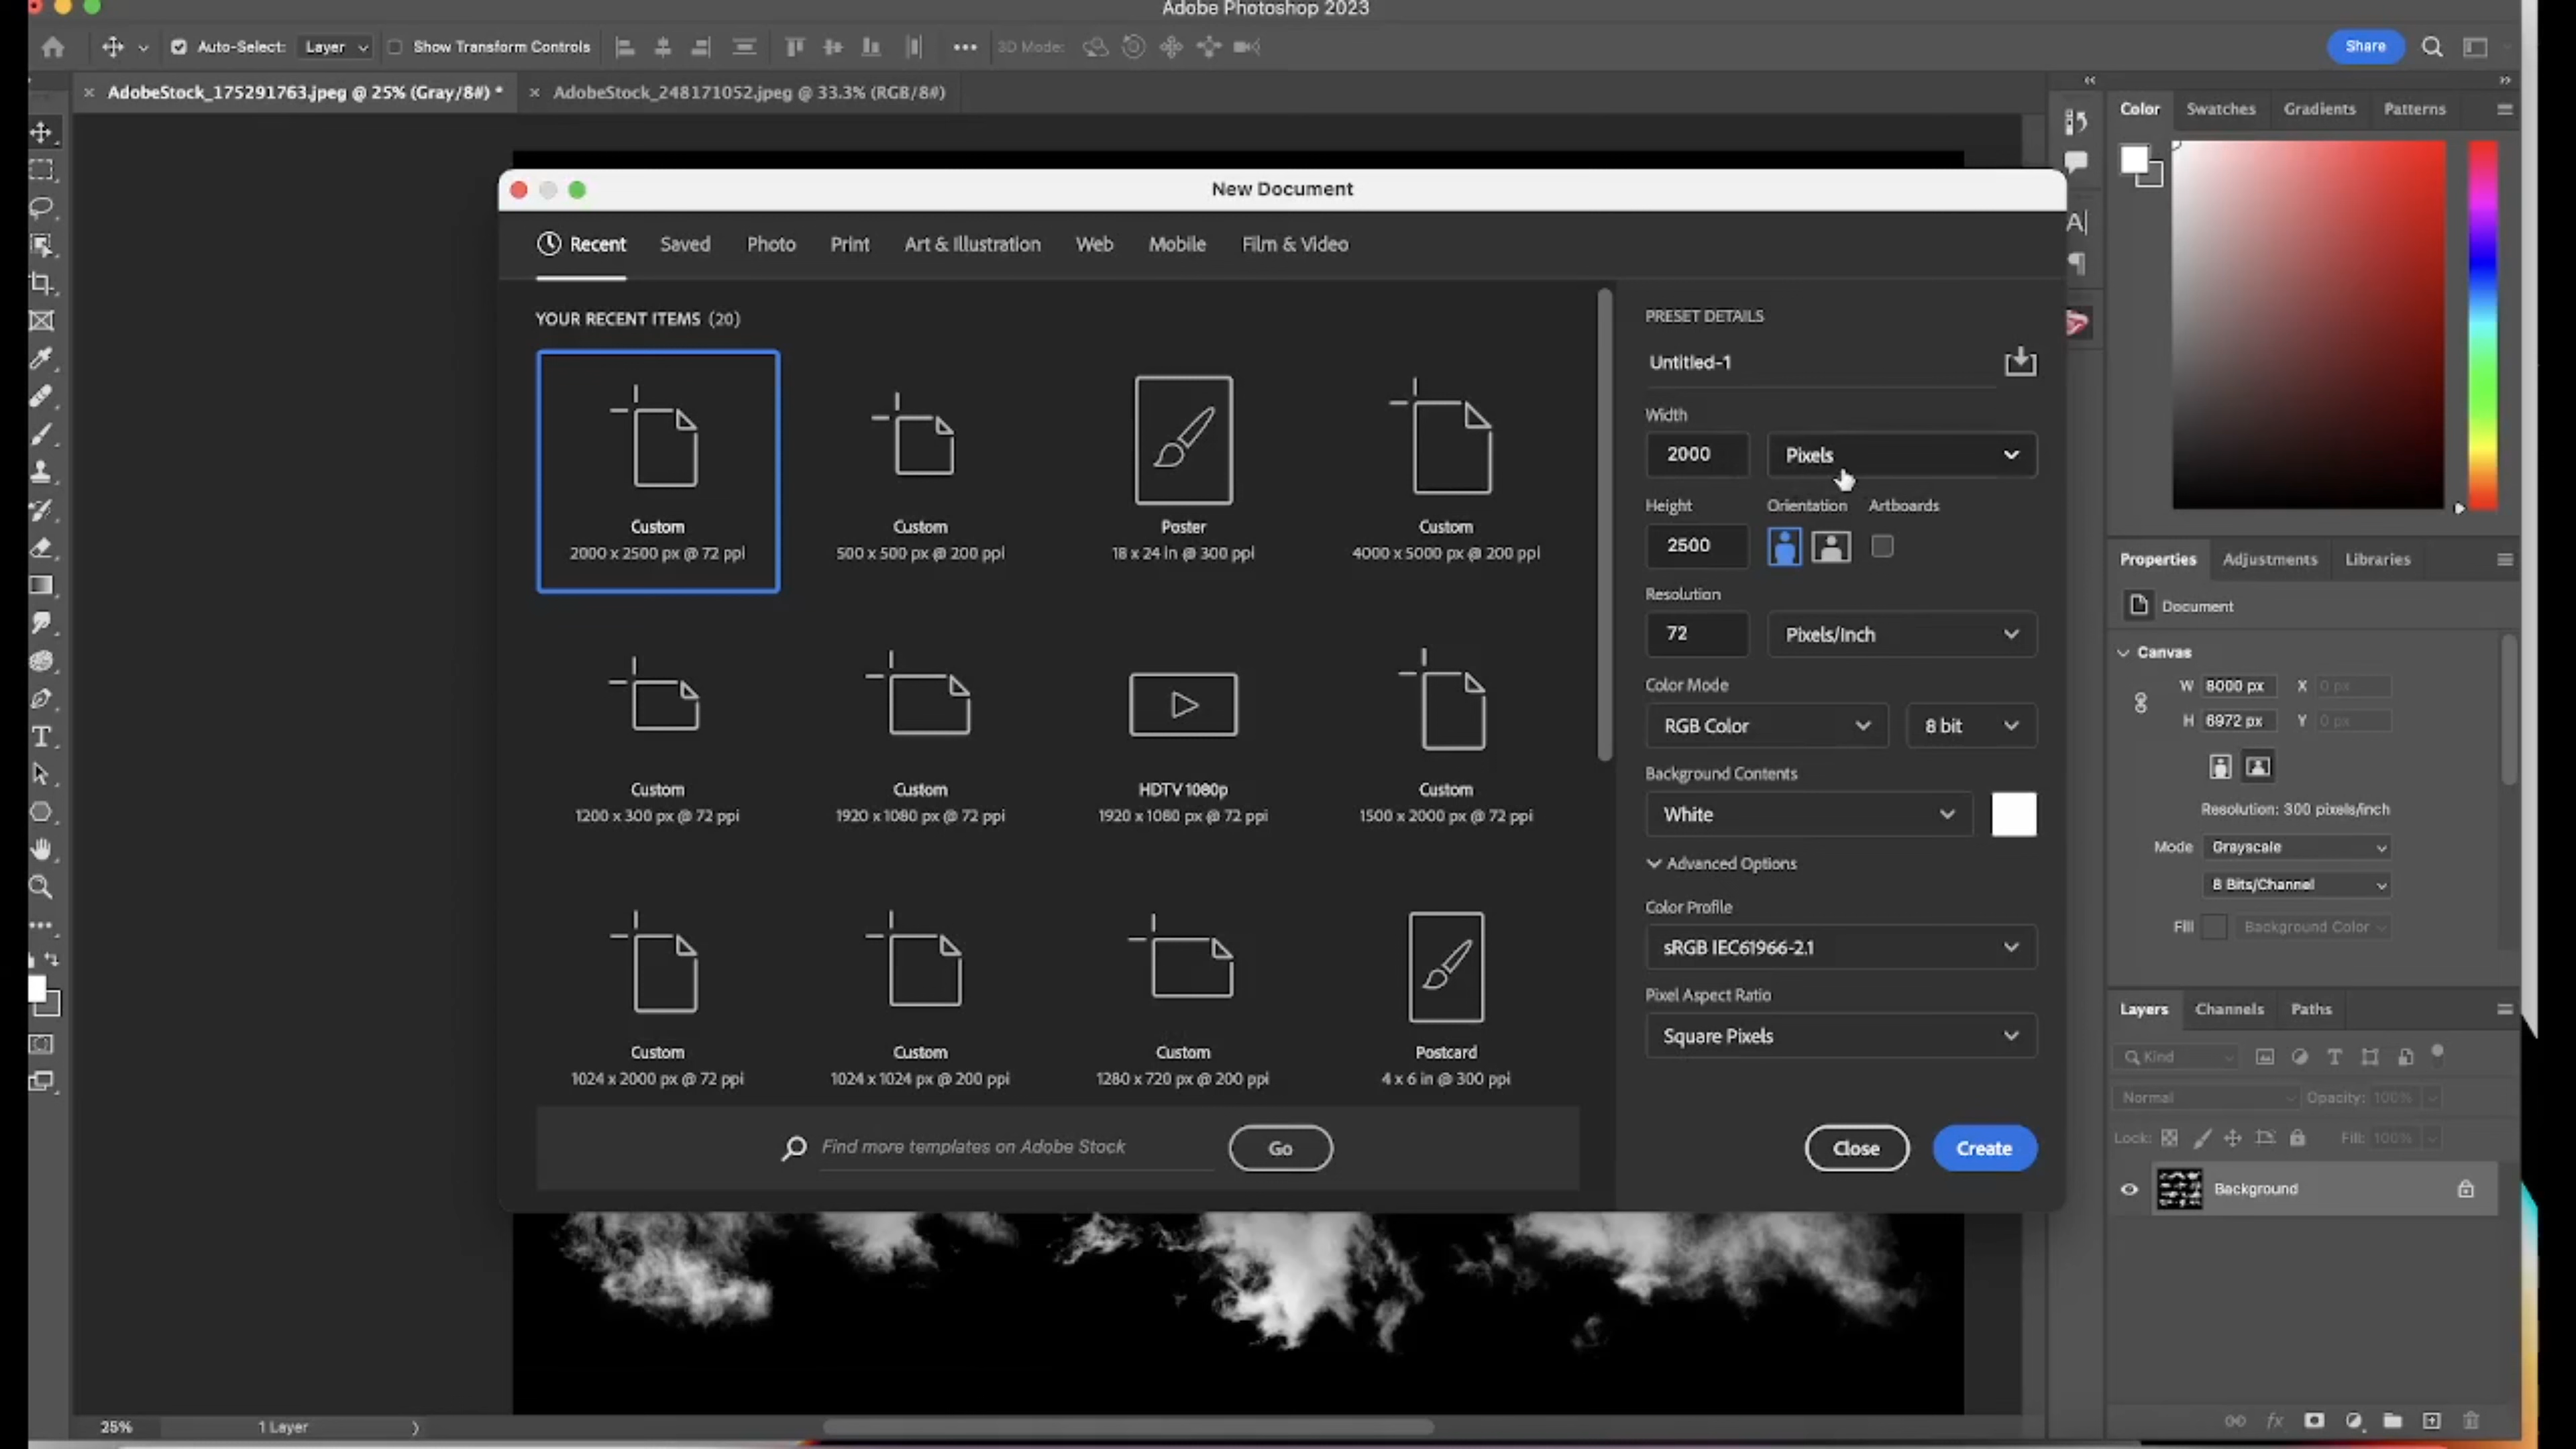 Adobe Photoshop 2023
Auto-Select: Layer Show Transform Controls 3D Mode: Share
AdobeStock_175291763.jpeg @ 25% (Gray/8#) * AdobeStock_248171052.jpeg @ 33.3% (RGB/8#)
Color Swatches Gradients Patterns
New Document
Recent Saved Photo Print Art & Illustration Web Mobile Film & Video
YOUR RECENT ITEMS (20)
Custom
2000 x 2500 px @ 72 ppi
Custom
500 x 500 px @ 200 ppi
Poster
18 x 24 in @ 300 ppi
Custom
4000 x 5000 px @ 200 ppi
Custom
1200 x 300 px @ 72 ppi
Custom
1920 x 1080 px @ 72 ppi
HDTV 1080p
1920 x 1080 px @ 72 ppi
Custom
1500 x 2000 px @ 72 ppi
Custom
1024 x 2000 px @ 72 ppi
Custom
1024 x 1024 px @ 200 ppi
Custom
1280 x 720 px @ 200 ppi
Postcard
4 x 6 in @ 300 ppi
Find more templates on Adobe Stock Go
PRESET DETAILS
Untitled-1
Width
2000 Pixels
Height Orientation Artboards
2500
Resolution
72 Pixels/Inch
Color Mode
RGB Color 8 bit
Background Contents
White
Advanced Options
Color Profile
sRGB IEC61966-2.1
Pixel Aspect Ratio
Square Pixels
Close Create
Properties Adjustments Libraries
Document
Canvas
W 8000 px X 0 px
H 6972 px Y 0 px
Resolution: 300 pixels/inch
Mode Grayscale
8 Bits/Channel
Fill Background Color
Layers Channels Paths
Kind
Normal Opacity: 100%
Lock: Fill: 100%
Background
fx
25% 1 Layer